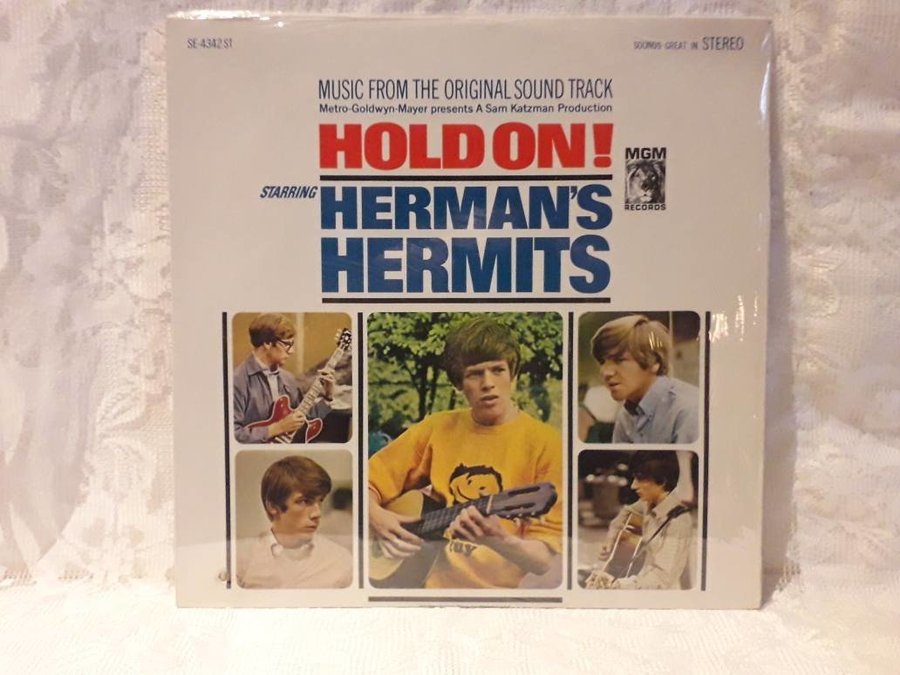 SE-4342 ST
SOUNDS GREAT IN STEREO
MUSIC FROM THE ORIGINAL SOUND TRACK
Metro-Goldwyn-Mayer presents A Sam Katzman Production
HOLD ON!
MGM
RECORDS
STARRING
HERMAN'S
HERMITS